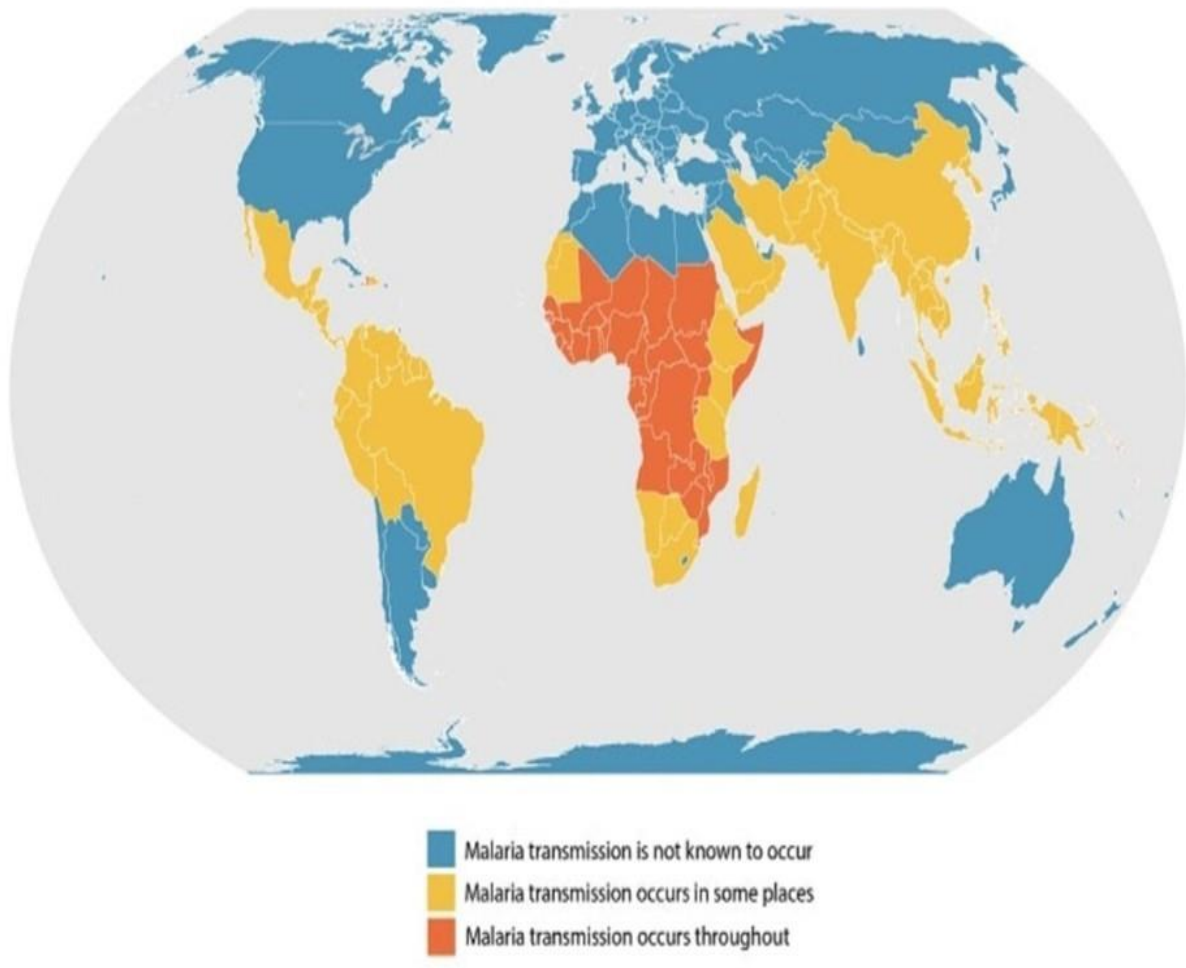 Malaria transmission is not known to occur
Malaria transmission occurs in some places
Malaria transmission occurs throughout